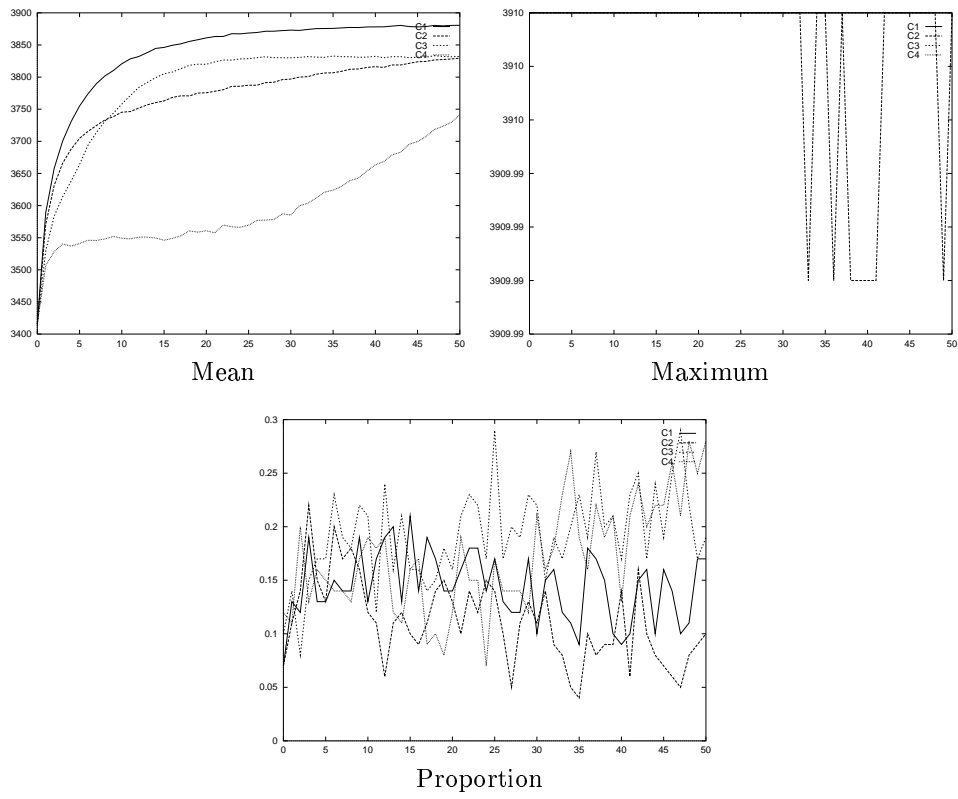 3900
3850
3800
3750
3700
3650
3600
3550
3500
3450
3400
0 5 10 15 20 25 30 35 40 45 50
C1
C2
C3
C4
Mean
3910
3910
3910
3909.99
3909.99
3909.99
3909.99
0 5 10 15 20 25 30 35 40 45 50
C1
C2
C3
C4
Maximum
0.3
0.25
0.2
0.15
0.1
0.05
0
0 5 10 15 20 25 30 35 40 45 50
C1
C2
C3
C4
Proportion